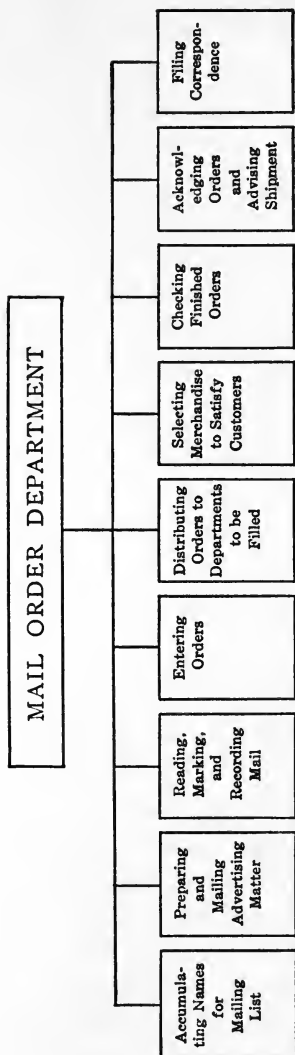 MAIL ORDER DEPARTMENT
Accumula-
ting Names
for
Mailing
List
Preparing
and
Mailing
Advertising
Matter
Reading,
Marking,
and
Recording
Mail
Entering
Orders
Distributing
Orders to
Departments
to be
Filled
Selecting
Merchandise
to Satisfy
Customers
Checking
Finished
Orders
Acknowl-
edging
Orders
and
Advising
Shipment
Filing
Correspon-
dence